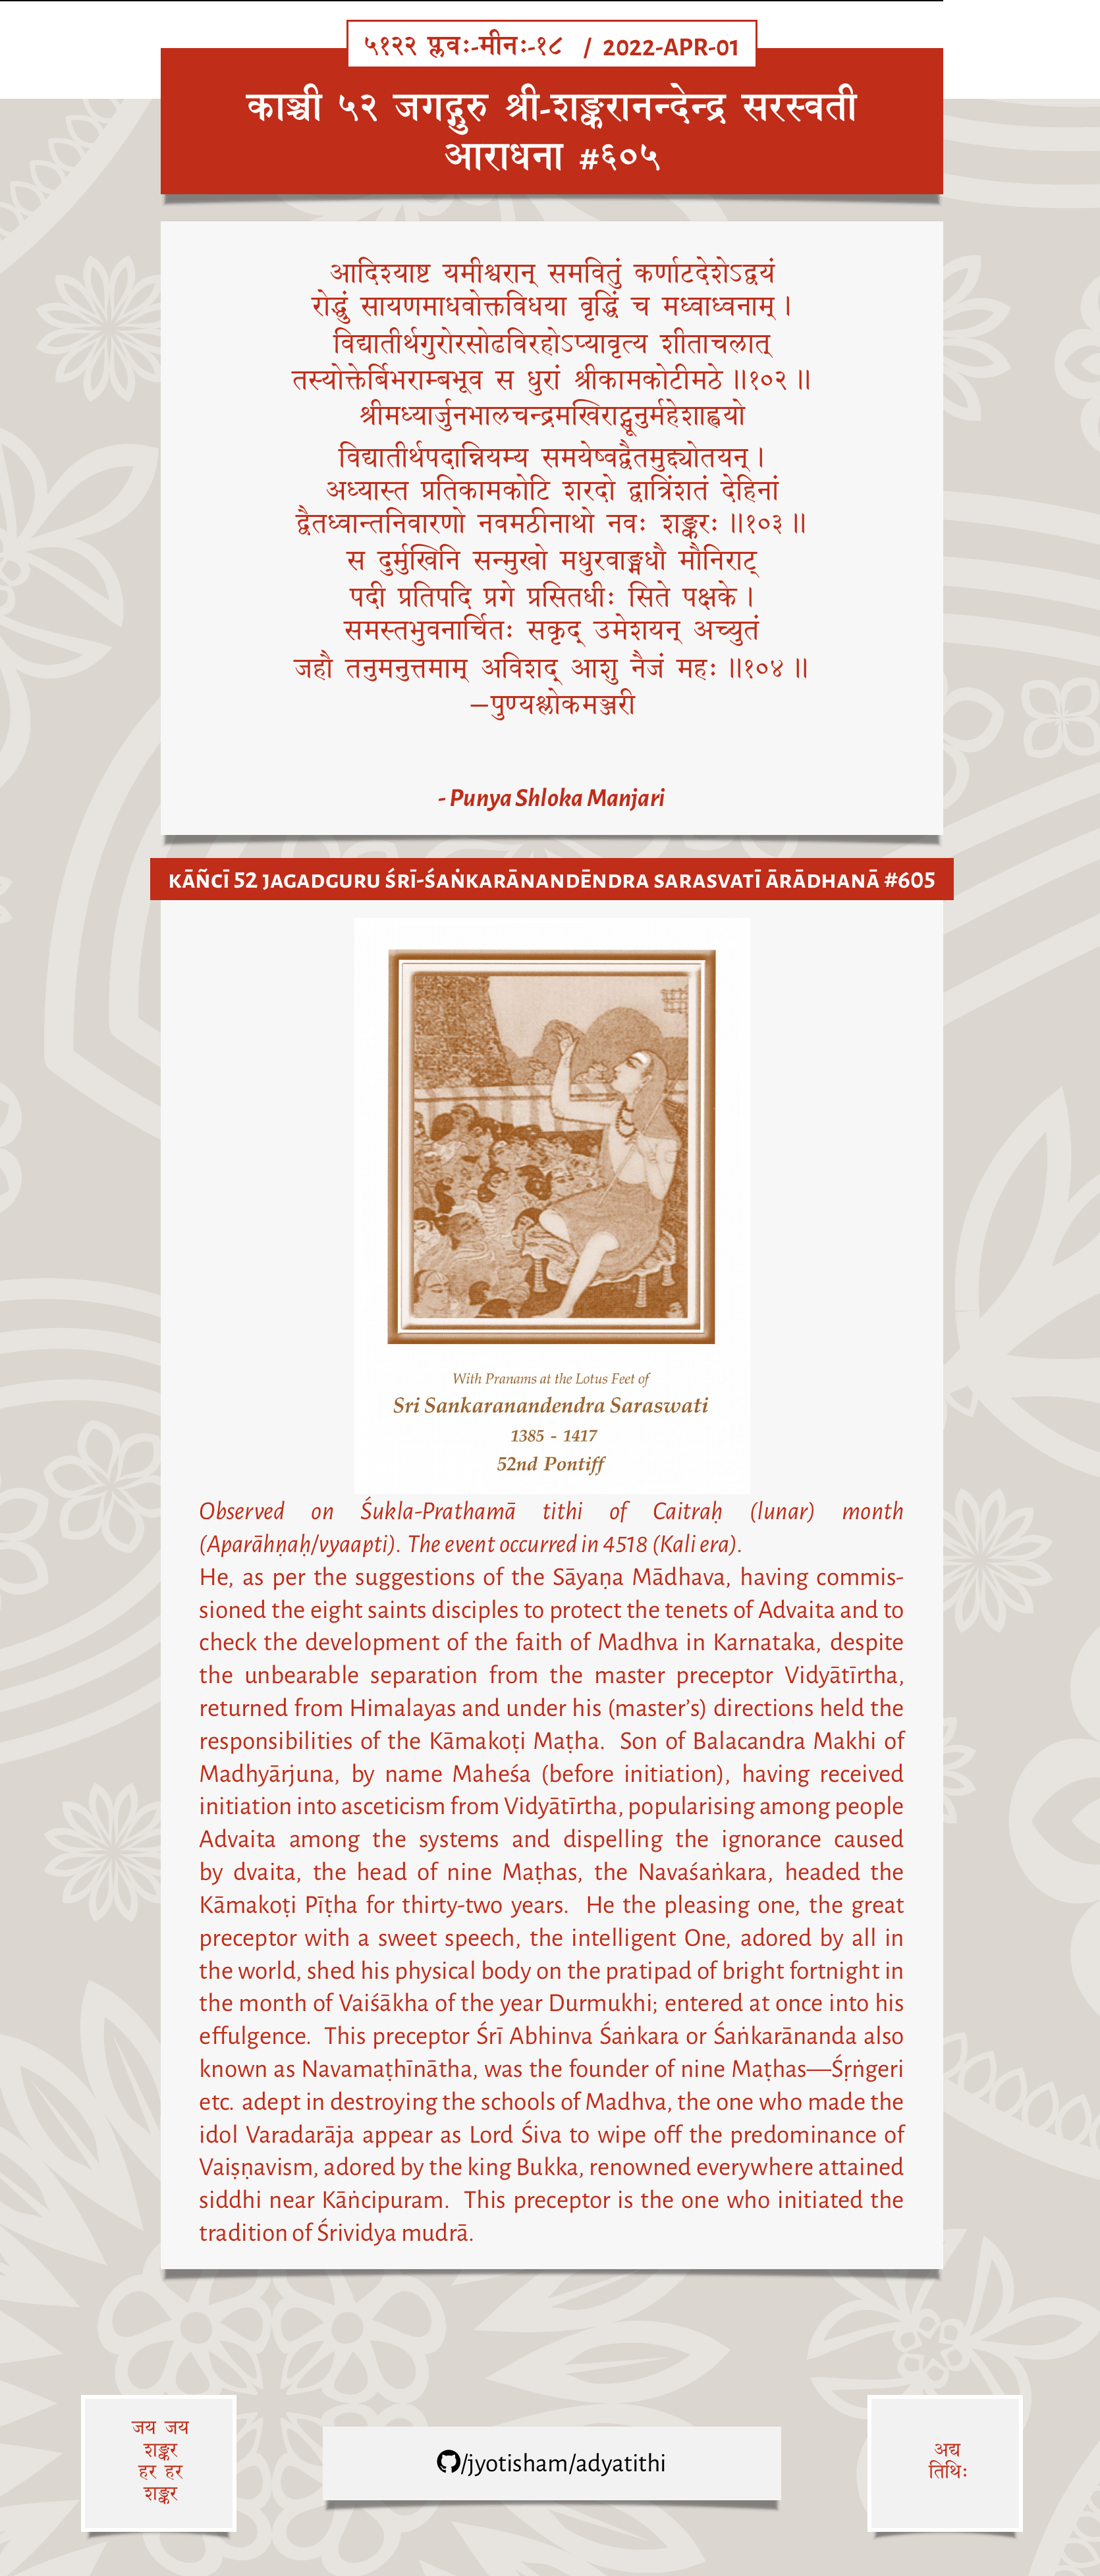 ५१२२ प्लवः-मीनः-१८ / 2022-APR-01
काञ्ची ५२ जगद्गुरु श्री-शङ्करानन्देन्द्र सरस्वती
आराधना #६०५
आदिश्याष्ट यमीश्वरान् समवितुं कर्णाटदेशेऽद्वयं
रोद्धुं सायणमाधवोक्तविधया वृद्धिं च मध्वाध्वनाम् ।
विद्यातीर्थगुरोरसोढविरहोऽप्यावृत्य शीताचलात्
तस्योक्तेर्बिभराम्बभूव स धुरां श्रीकामकोटीमठे ॥१०२॥
श्रीमध्यार्जुनभालचन्द्रमखिराट्सूनुर्महेशाह्वयो
विद्यातीर्थपदान्नियम्य समयेष्वद्वैतमुद्द्योतयन् ।
अध्यास्त प्रतिकामकोटि शरदो द्वात्रिंशतं देहिनां
द्वैतध्वान्तनिवारणो नवमठीनाथो नवः शङ्करः ॥१०३॥
स दुर्मुखिनि सन्मुखो मधुरवाङ्मधौ मौनिराट्
पदी प्रतिपदि प्रगे प्रसितधीः सिते पक्षके ।
समस्तभुवनार्चितः सकृद् उमेशयन् अच्युतं
जहौ तनुमनुत्तमाम् अविशद् आशु नैजं महः ॥१०४॥
—पुण्यश्लोकमञ्जरी
- Punya Shloka Manjari
KĀÑCĪ 52 JAGADGURU ŚRĪ-ŚAṄKARĀNANDĒNDRA SARASVATĪ ĀRĀDHANĀ #605
With Pranams at the Lotus Feet of
Sri Sankaranandendra Saraswati
1385 - 1417
52nd Pontiff
Observed on Śukla-Prathamā tithi of Caitraḥ (lunar) month
(Aparāhṇaḥ/vyaapti). The event occurred in 4518 (Kali era).
He, as per the suggestions of the Sāyaṇa Mādhava, having commis-
sioned the eight saints disciples to protect the tenets of Advaita and to
check the development of the faith of Madhva in Karnataka, despite
the unbearable separation from the master preceptor Vidyātīrtha,
returned from Himalayas and under his (master's) directions held the
responsibilities of the Kāmakoṭi Maṭha. Son of Balacandra Makhi of
Madhyārjuna, by name Maheśa (before initiation), having received
initiation into asceticism from Vidyātīrtha, popularising among people
Advaita among the systems and dispelling the ignorance caused
by dvaita, the head of nine Maṭhas, the Navaśaṅkara, headed the
Kāmakoṭi Pīṭha for thirty-two years. He the pleasing one, the great
preceptor with a sweet speech, the intelligent One, adored by all in
the world, shed his physical body on the pratipad of bright fortnight in
the month of Vaiśākha of the year Durmukhi; entered at once into his
effulgence. This preceptor Śrī Abhinva Śaṅkara or Śaṅkarānanda also
known as Navamaṭhīnātha, was the founder of nine Maṭhas—Śṛṅgeri
etc. adept in destroying the schools of Madhva, the one who made the
idol Varadarāja appear as Lord Śiva to wipe off the predominance of
Vaiṣṇavism, adored by the king Bukka, renowned everywhere attained
siddhi near Kāṅcipuram. This preceptor is the one who initiated the
tradition of Śrividya mudrā.
जय जय
शङ्कर
हर हर
शङ्कर
/jyotisham/adyatithi
अद्य
तिथिः